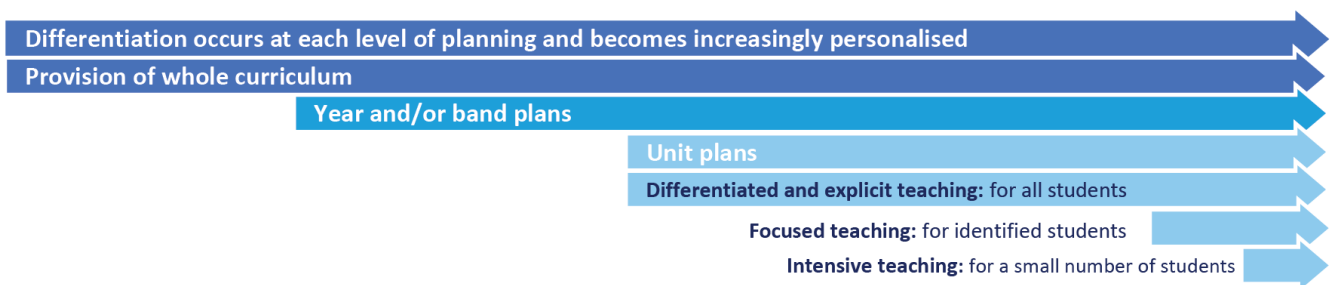 Differentiation occurs at each level of planning and becomes increasingly personalised
Provision of whole curriculum
Year and/or band plans
Unit plans
Differentiated and explicit teaching: for all students
Focused teaching: for identified students
Intensive teaching: for a small number of students